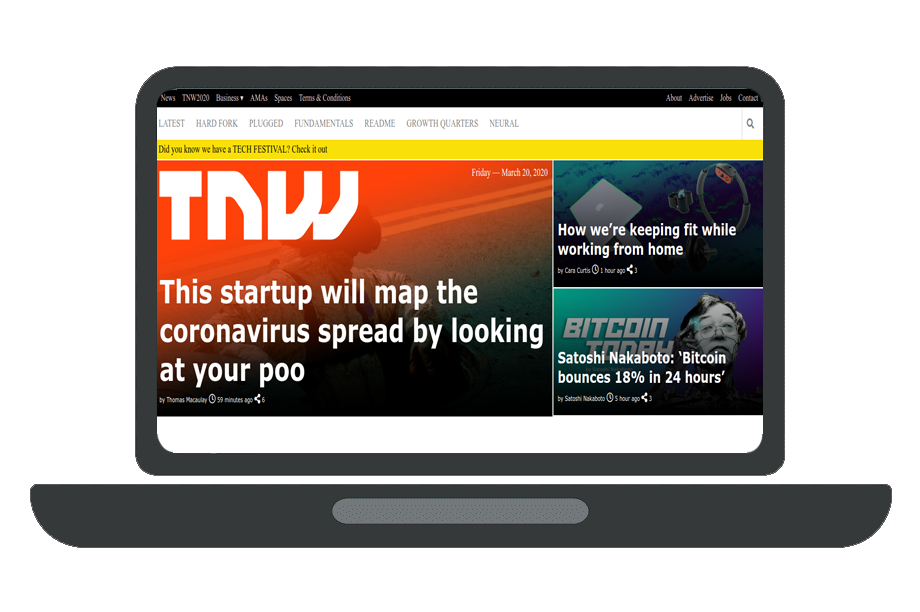 News TNW2020 Business ▾ AMAs Spaces Terms & Conditions About Advertise Jobs Contact
LATEST HARD FORK PLUGGED FUNDAMENTALS README GROWTH QUARTERS NEURAL
Did you know we have a TECH FESTIVAL? Check it out
Friday — March 20, 2020
TNW
This startup will map the
coronavirus spread by looking
at your poo
by Thomas Macaulay 59 minutes ago 6
How we're keeping fit while
working from home
by Cara Curtis 1 hour ago 3
BITCOIN
TODAY
Satoshi Nakaboto: ‘Bitcoin
bounces 18% in 24 hours’
by Satoshi Nakaboto 5 hour ago 3